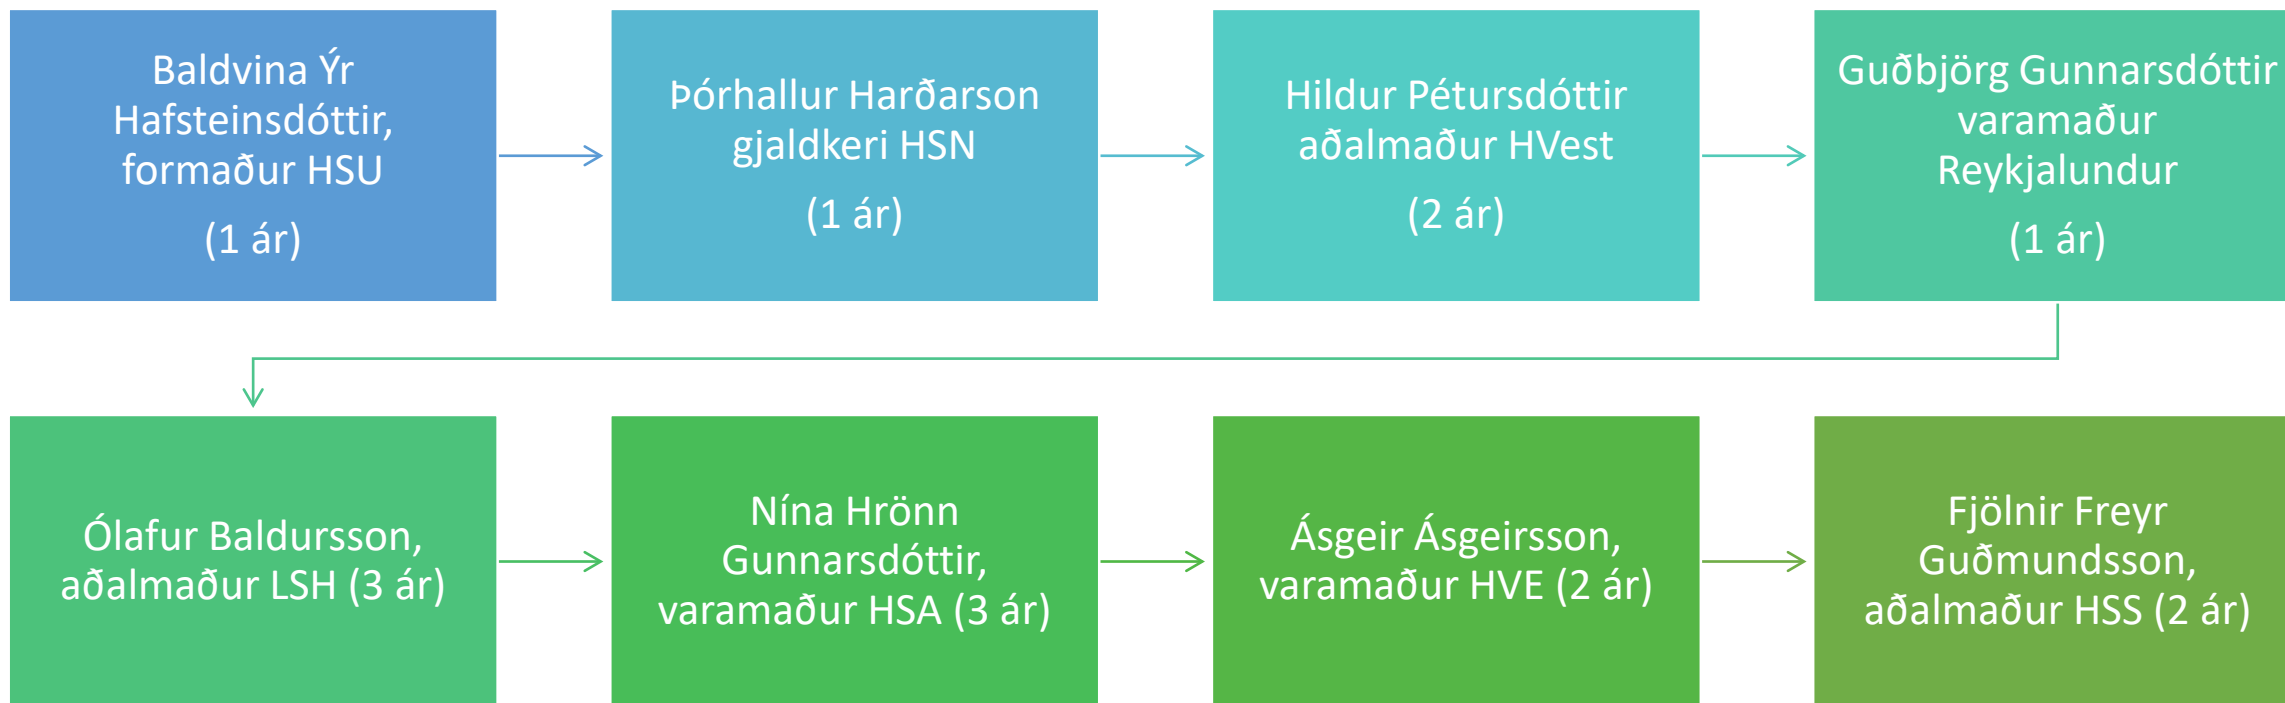 Baldvina Ýr
Hafsteinsdóttir,
formaður HSU
(1 ár)
Þórhallur Harðarson
gjaldkeri HSN
(1 ár)
Hildur Pétursdóttir
aðalmaður HVest
(2 ár)
Guðbjörg Gunnarsdóttir
varamaður
Reykjalundur
(1 ár)
Ólafur Baldursson,
aðalmaður LSH (3 ár)
Nína Hrönn
Gunnarsdóttir,
varamaður HSA (3 ár)
Ásgeir Ásgeirsson,
varamaður HVE (2 ár)
Fjölnir Freyr
Guðmundsson,
aðalmaður HSS (2 ár)